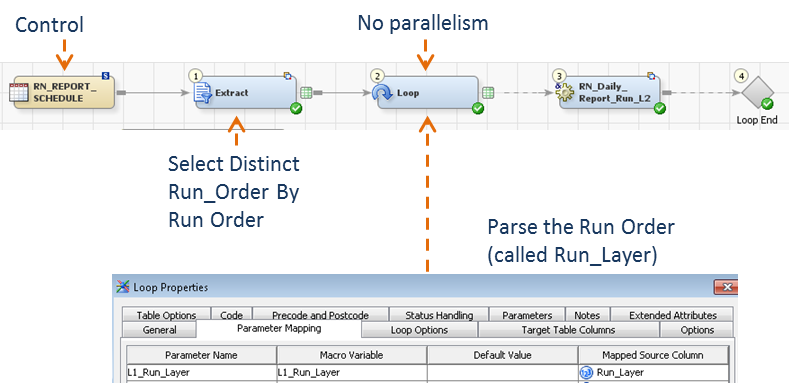 Control
No parallelism
1
2
3
4
S
RN_REPORT_
SCHEDULE
Extract
Loop
RN_Daily_
Report_Run_L2
Loop End
Select Distinct
Run_Order By
Run Order
Parse the Run Order
(called Run_Layer)
Loop Properties
Table Options Code Precode and Postcode Status Handling Parameters Notes Extended Attributes
General Parameter Mapping Loop Options Target Table Columns Options
Parameter Name Macro Variable Default Value Mapped Source Column
L1_Run_Layer L1_Run_Layer 123 Run_Layer